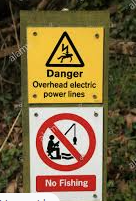 Danger
Overhead electric
power lines
No Fishing